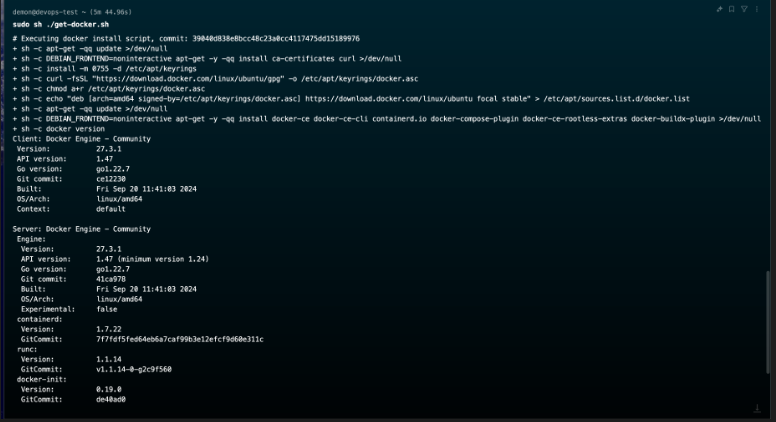 demon@devops-test ~ (5m 44.96s)
sudo sh ./get-docker.sh
# Executing docker install script, commit: 39040d838e8bcc48c23a0cc4117475dd15189976
+ sh -c apt-get -qq update >/dev/null
+ sh -c DEBIAN_FRONTEND=noninteractive apt-get -y -qq install ca-certificates curl >/dev/null
+ sh -c install -m 0755 -d /etc/apt/keyrings
+ sh -c curl -fsSL "https://download.docker.com/linux/ubuntu/gpg" -o /etc/apt/keyrings/docker.asc
+ sh -c chmod a+r /etc/apt/keyrings/docker.asc
+ sh -c echo "deb [arch=amd64 signed-by=/etc/apt/keyrings/docker.asc] https://download.docker.com/linux/ubuntu focal stable" > /etc/apt/sources.list.d/docker.list
+ sh -c apt-get -qq update >/dev/null
+ sh -c DEBIAN_FRONTEND=noninteractive apt-get -y -qq install docker-ce docker-ce-cli containerd.io docker-compose-plugin docker-ce-rootless-extras docker-buildx-plugin >/dev/null
+ sh -c docker version
Client: Docker Engine - Community
Version: 27.3.1
API version: 1.47
Go version: go1.22.7
Git commit: ce12230
Built: Fri Sep 20 11:41:03 2024
OS/Arch: linux/amd64
Context: default
Server: Docker Engine - Community
Engine:
Version: 27.3.1
API version: 1.47 (minimum version 1.24)
Go version: go1.22.7
Git commit: 41ca978
Built: Fri Sep 20 11:41:03 2024
OS/Arch: linux/amd64
Experimental: false
containerd:
Version: 1.7.22
GitCommit: 7f7fdf5fed64eb6a7caf99b3e12efcf9d60e311c
runc:
Version: 1.1.14
GitCommit: v1.1.14-0-g2c9f560
docker-init:
Version: 0.19.0
GitCommit: de40ad0